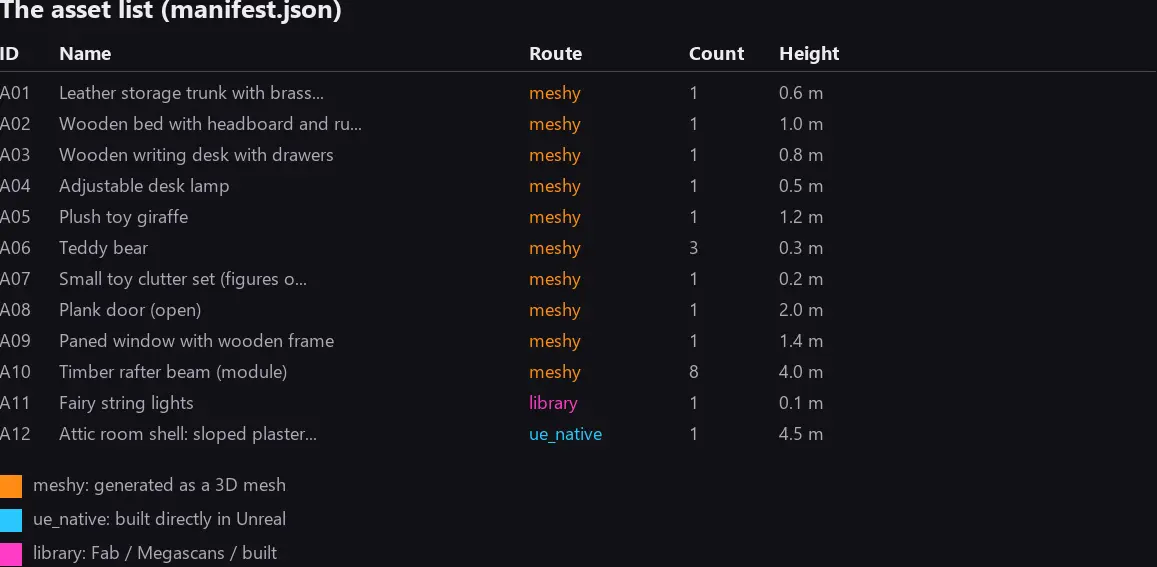 The asset list (manifest.json)
ID Name Route Count Height
A01 Leather storage trunk with brass... meshy 1 0.6 m
A02 Wooden bed with headboard and ru... meshy 1 1.0 m
A03 Wooden writing desk with drawers meshy 1 0.8 m
A04 Adjustable desk lamp meshy 1 0.5 m
A05 Plush toy giraffe meshy 1 1.2 m
A06 Teddy bear meshy 3 0.3 m
A07 Small toy clutter set (figures o... meshy 1 0.2 m
A08 Plank door (open) meshy 1 2.0 m
A09 Paned window with wooden frame meshy 1 1.4 m
A10 Timber rafter beam (module) meshy 8 4.0 m
A11 Fairy string lights library 1 0.1 m
A12 Attic room shell: sloped plaster... ue_native 1 4.5 m
meshy: generated as a 3D mesh
ue_native: built directly in Unreal
library: Fab / Megascans / built